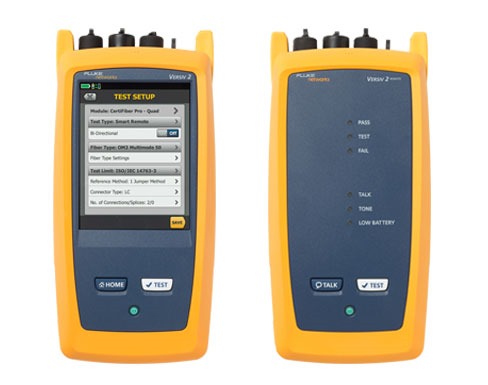 FLUKE
networks
VERSIV 2
TEST SETUP
Module: CertiFiber Pro - Quad
Test Type: Smart Remote
Bi-Directional
Off
Fiber Type: OM2 Multimode 50
Fiber Type Settings
Test Limit: ISO/IEC 14763-3
Reference Method: 1 Jumper Method
Connector Type: LC
No. of Connections/Splices: 2/0
SAVE
HOME
TEST
FLUKE
networks
VERSIV 2 REMOTE
PASS
TEST
FAIL
TALK
TONE
LOW BATTERY
TALK
TEST